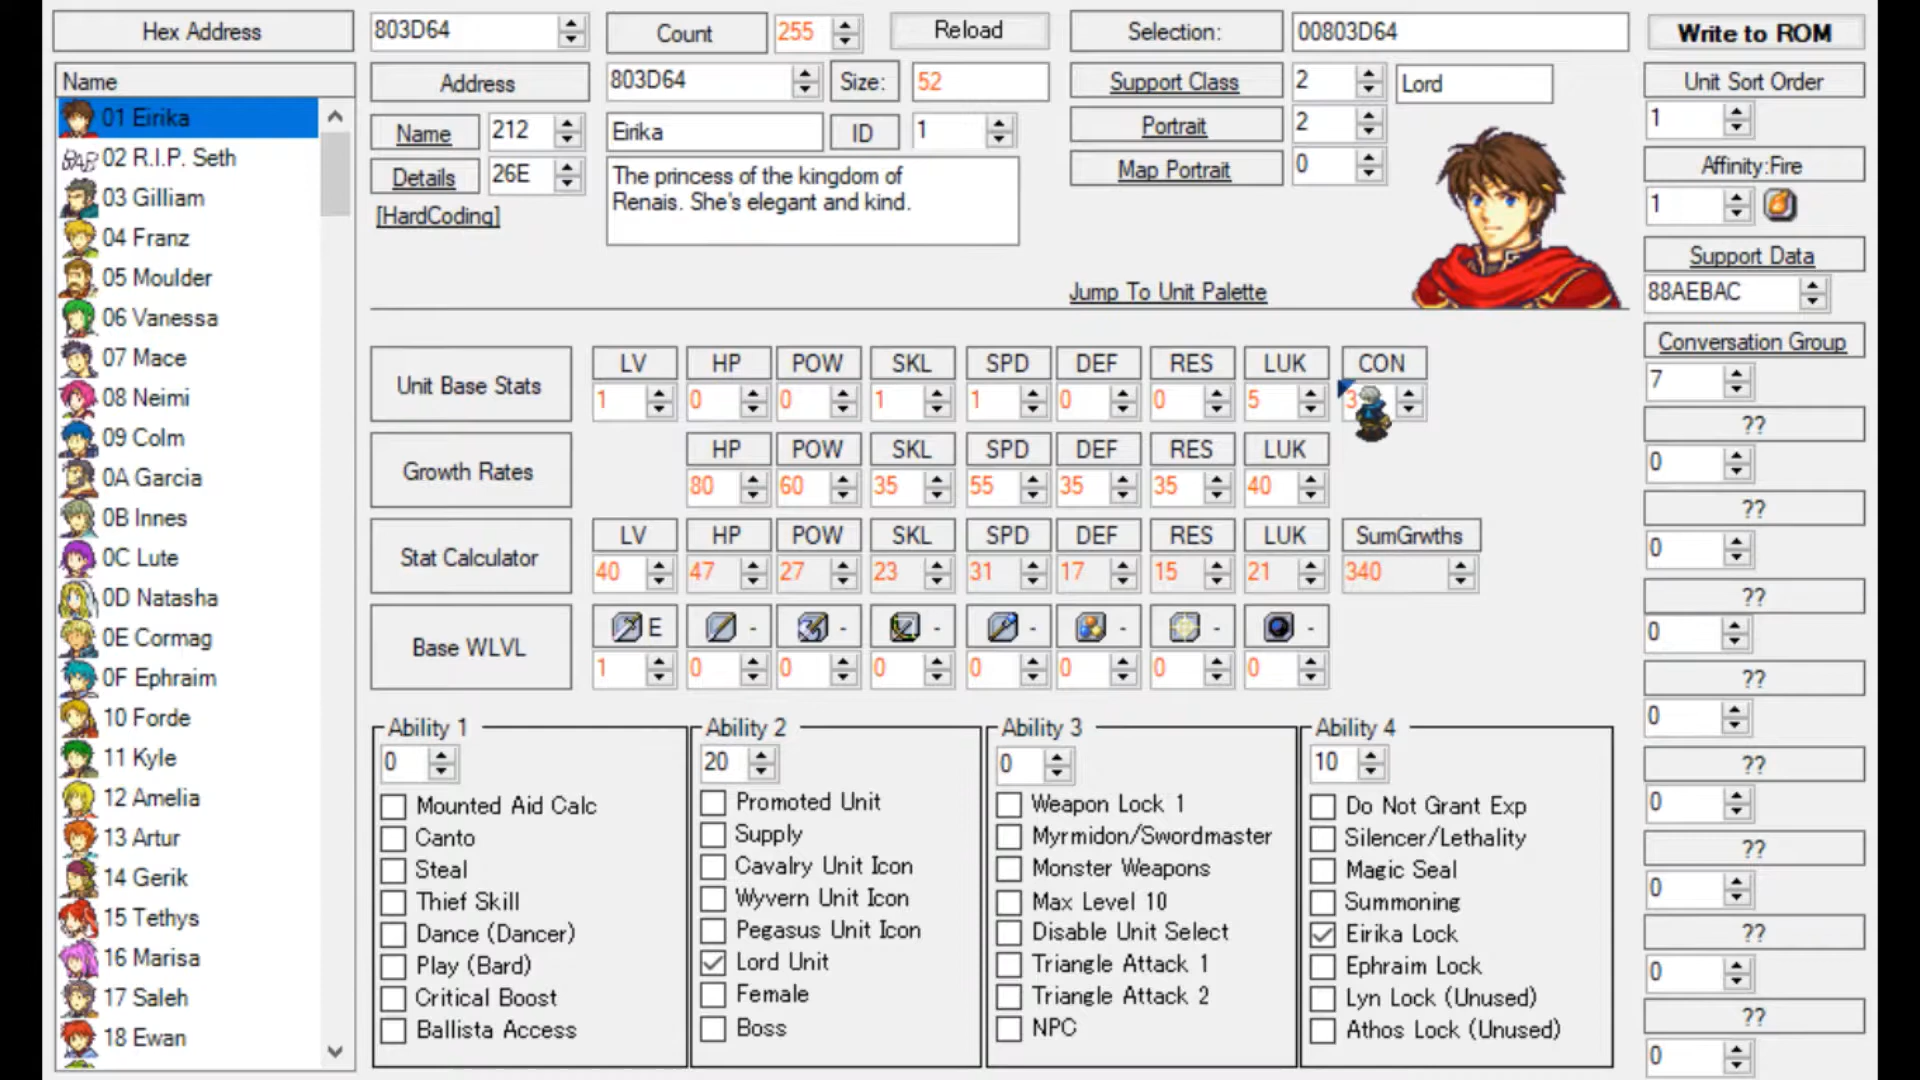 Hex Address
803D64
Count
255
Reload
Selection:
00803D64
Write to ROM
Name
Address
803D64
Size:
52
Support Class
2
Lord
Unit Sort Order
1
Name
212
Eirika
ID
1
Portrait
2
Affinity:Fire
1
Details
26E
The princess of the kingdom of
Renais. She's elegant and kind.
Map Portrait
0
[HardCoding]
Support Data
88AEBAC
Jump To Unit Palette
Conversation Group
7
01 Eirika
02 R.I.P. Seth
03 Gilliam
04 Franz
05 Moulder
06 Vanessa
07 Mace
08 Neimi
09 Colm
0A Garcia
0B Innes
0C Lute
0D Natasha
0E Cormag
0F Ephraim
10 Forde
11 Kyle
12 Amelia
13 Artur
14 Gerik
15 Tethys
16 Marisa
17 Saleh
18 Ewan
Unit Base Stats
LV HP POW SKL SPD DEF RES LUK CON
1 0 0 1 1 0 0 5 3
Growth Rates
HP POW SKL SPD DEF RES LUK
80 60 35 55 35 35 40
Stat Calculator
LV HP POW SKL SPD DEF RES LUK SumGrwths
40 47 27 23 31 17 15 21 340
Base WLVL
E - - - - - - -
1 0 0 0 0 0 0 0
Ability 1
0
Mounted Aid Calc
Canto
Steal
Thief Skill
Dance (Dancer)
Play (Bard)
Critical Boost
Ballista Access
Ability 2
20
Promoted Unit
Supply
Cavalry Unit Icon
Wyvern Unit Icon
Pegasus Unit Icon
Lord Unit
Female
Boss
Ability 3
0
Weapon Lock 1
Myrmidon/Swordmaster
Monster Weapons
Max Level 10
Disable Unit Select
Triangle Attack 1
Triangle Attack 2
NPC
Ability 4
10
Do Not Grant Exp
Silencer/Lethality
Magic Seal
Summoning
Eirika Lock
Ephraim Lock
Lyn Lock (Unused)
Athos Lock (Unused)
??
0
??
0
??
0
??
0
??
0
??
0
??
0
??
0